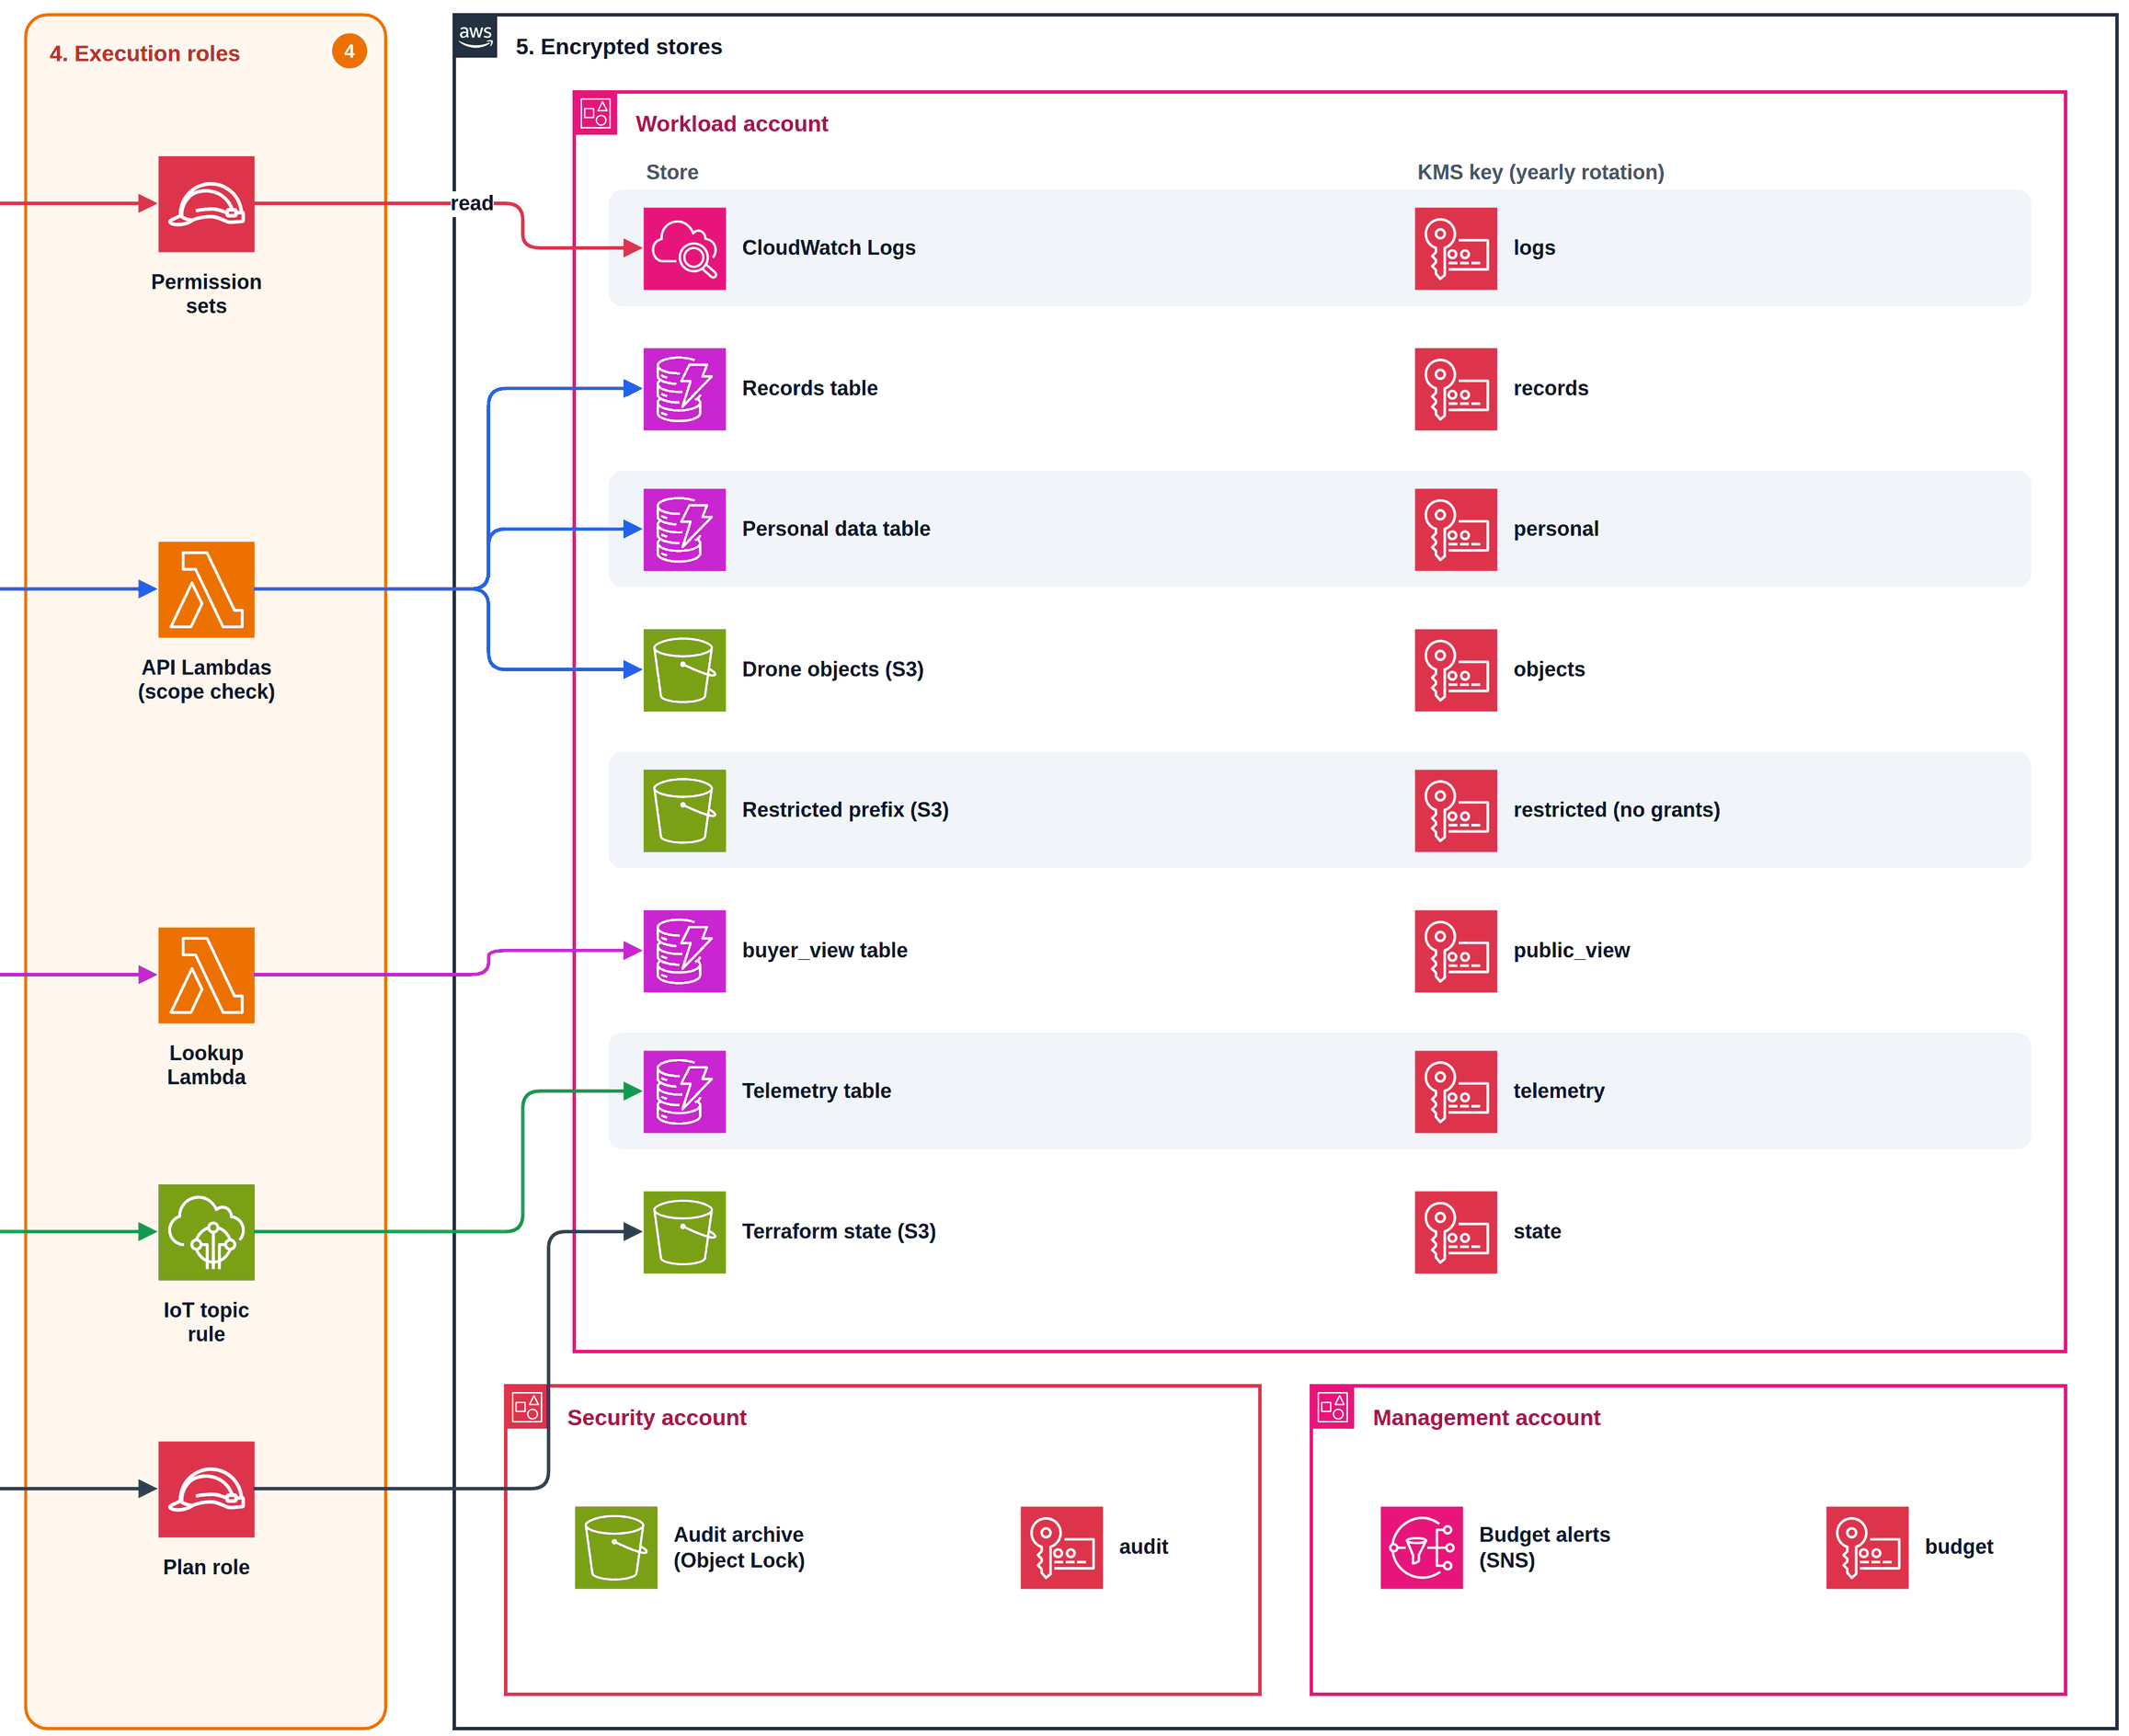 4. Execution roles
4
Permission
sets
API Lambdas
(scope check)
Lookup
Lambda
IoT topic
rule
Plan role
read
aws
5. Encrypted stores
Workload account
Store
KMS key (yearly rotation)
CloudWatch Logs
logs
Records table
records
Personal data table
personal
Drone objects (S3)
objects
Restricted prefix (S3)
restricted (no grants)
buyer_view table
public_view
Telemetry table
telemetry
Terraform state (S3)
state
Security account
Audit archive
(Object Lock)
audit
Management account
Budget alerts
(SNS)
budget